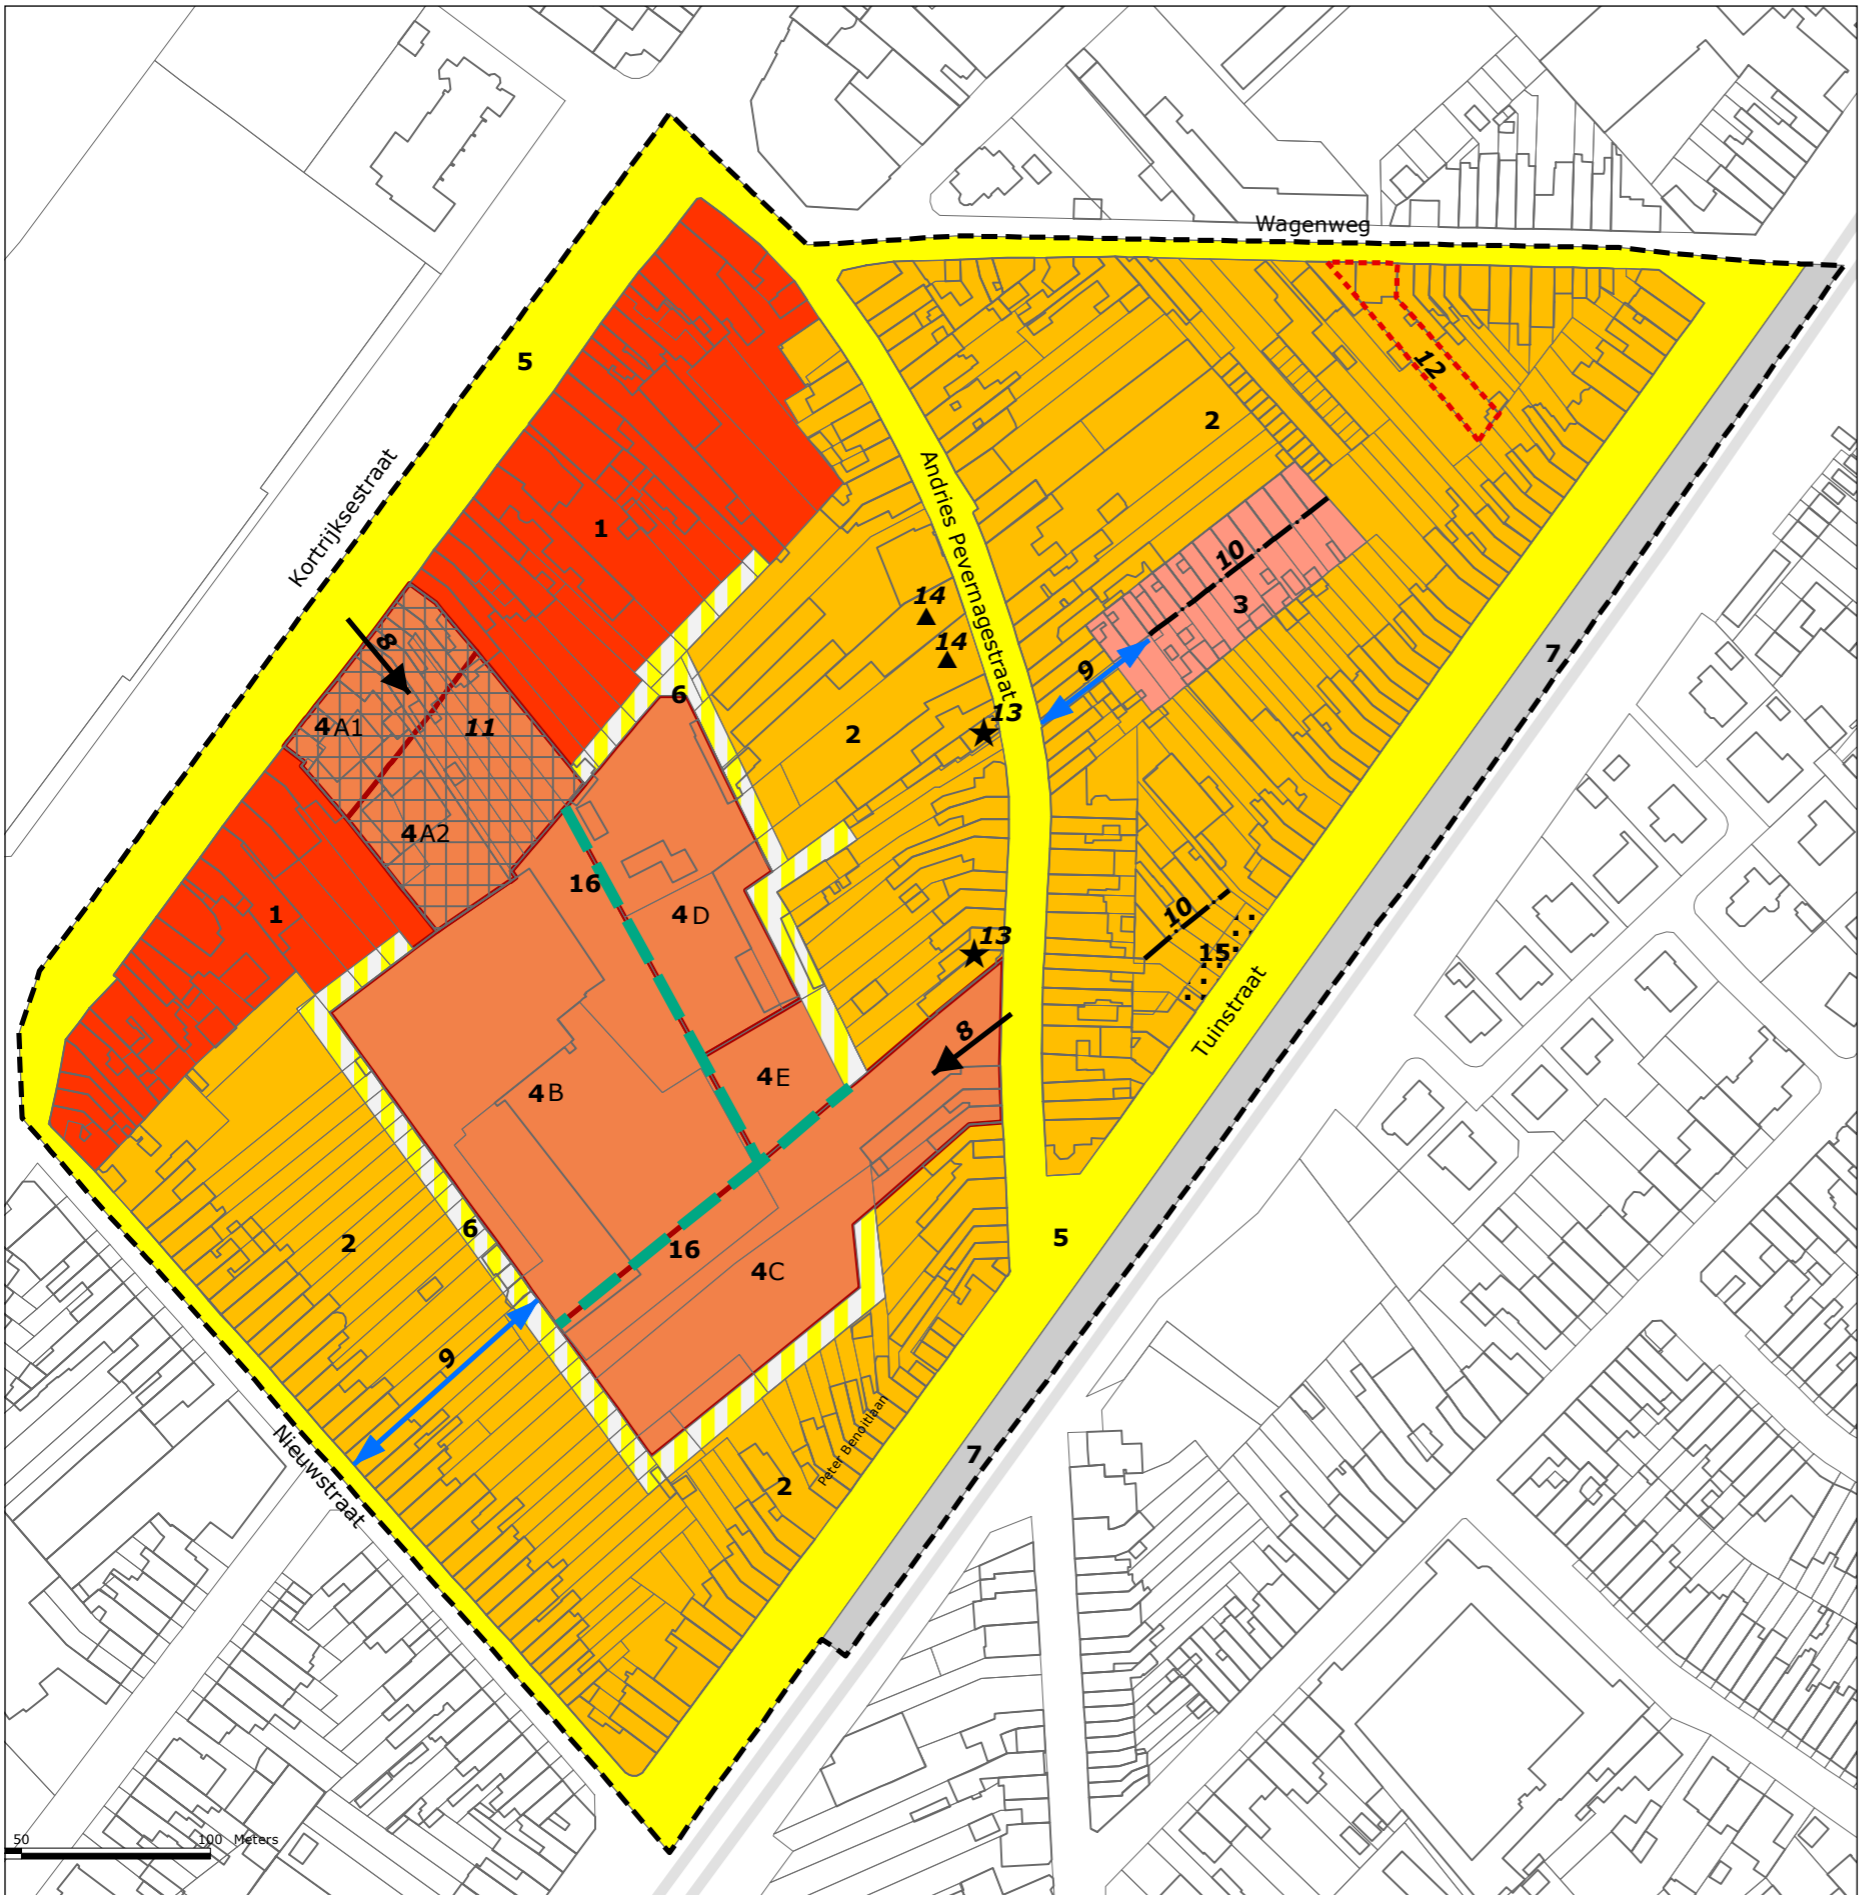 Wagenweg
5
12
2
Kortrijksestraat
1
Andries Pevernagestraat
10
14
3
14
8
7
9
6
13
4A1
11
2
4A2
16
10
1
4D
13
15
Tuinstraat
8
4E
4B
6
2
5
16
4C
9
Peter Benoitlaan
7
Nieuwstraat
2
50 100 Meters